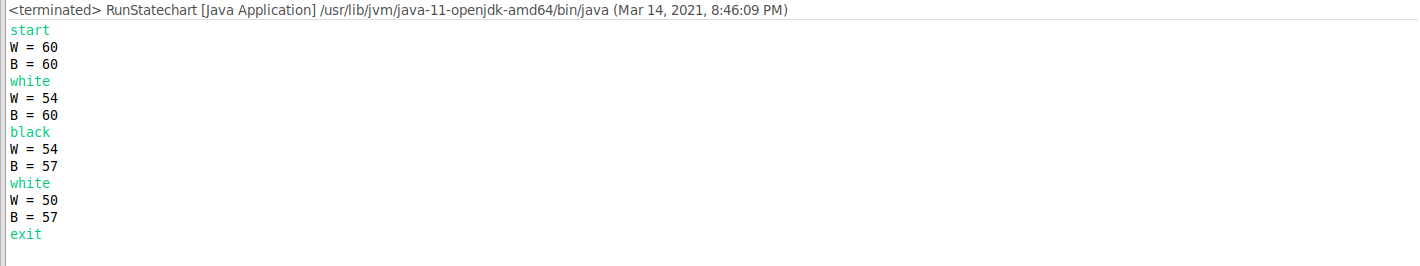 <terminated> RunStatechart [Java Application] /usr/lib/jvm/java-11-openjdk-amd64/bin/java (Mar 14, 2021, 8:46:09 PM)
start
W = 60
B = 60
white
W = 54
B = 60
black
W = 54
B = 57
white
W = 50
B = 57
exit